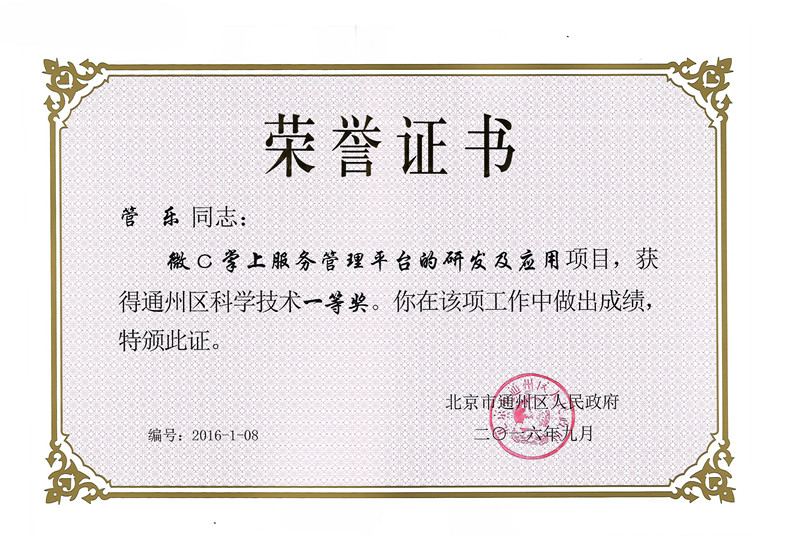 荣誉证书
管 乐 同志：
微C掌上服务管理平台的研发及应用项目，获
得通州区科学技术一等奖。你在该项工作中做出成绩，
特颁此证。
北京市通州区人民政府
编号：2016-1-08 二〇一六年九月